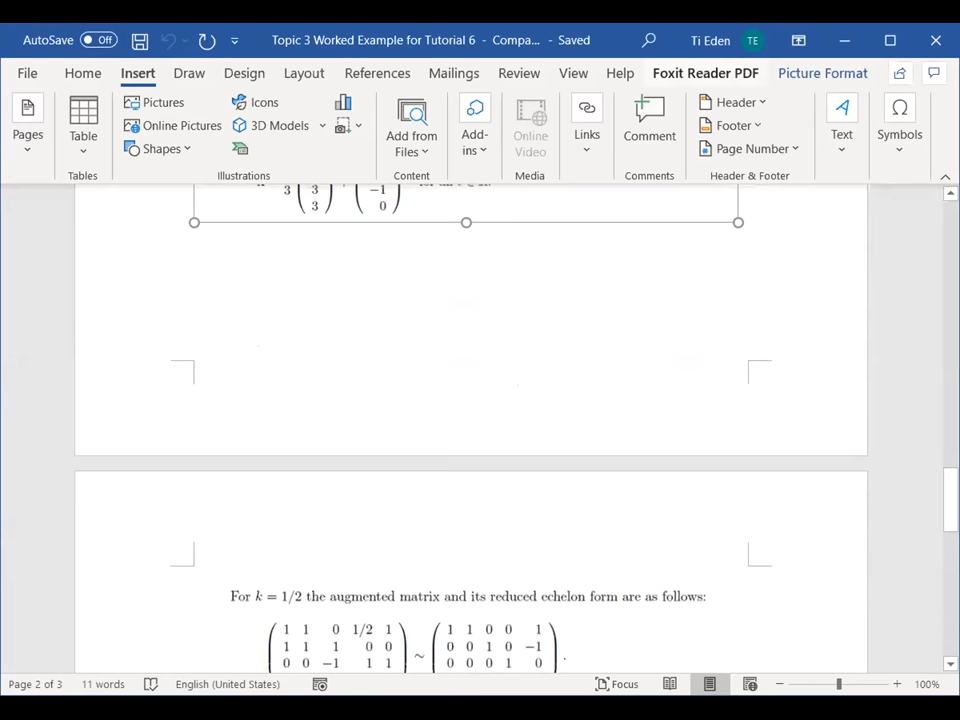 AutoSave Off Topic 3 Worked Example for Tutorial 6 - Compa... - Saved Ti Eden TE
File Home Insert Draw Design Layout References Mailings Review View Help Foxit Reader PDF Picture Format
Pages
Table
Pictures
Online Pictures
Shapes
Icons
3D Models
Add from Files
Add-ins
Online Video
Links
Comment
Header
Footer
Page Number
Text
Symbols
Tables Illustrations Content Media Comments Header & Footer
3 3 -1
3 0
For k = 1/2 the augmented matrix and its reduced echelon form are as follows:
1 1 0 1/2 1 1 1 0 0 1
1 1 1 0 0 ~ 0 0 1 0 −1 .
0 0 −1 1 1 0 0 0 1 0
Page 2 of 3 11 words English (United States) Focus 100%